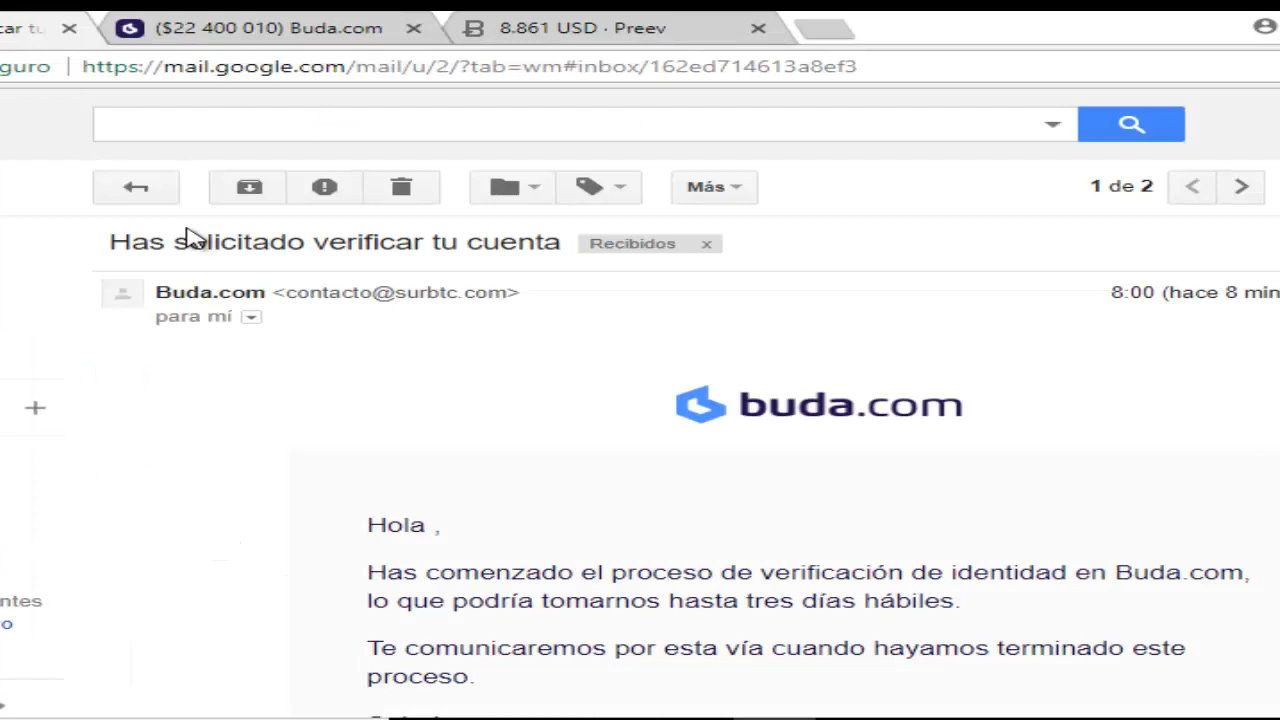 ($22 400 010) Buda.com
8.861 USD · Preev
guro | https://mail.google.com/mail/u/2/?tab=wm#inbox/162ed714613a8ef3
Más
1 de 2
Has solicitado verificar tu cuenta
Recibidos x
Buda.com <contacto@surbtc.com>
8:00 (hace 8 min
para mí
buda.com
Hola ,
Has comenzado el proceso de verificación de identidad en Buda.com,
lo que podría tomarnos hasta tres días hábiles.
ntes
o
Te comunicaremos por esta vía cuando hayamos terminado este
proceso.